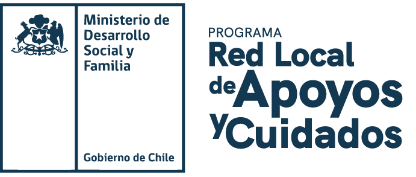 Ministerio de
Desarrollo
Social y
Familia
Gobierno de Chile
PROGRAMA
Red Local
de Apoyos
y Cuidados